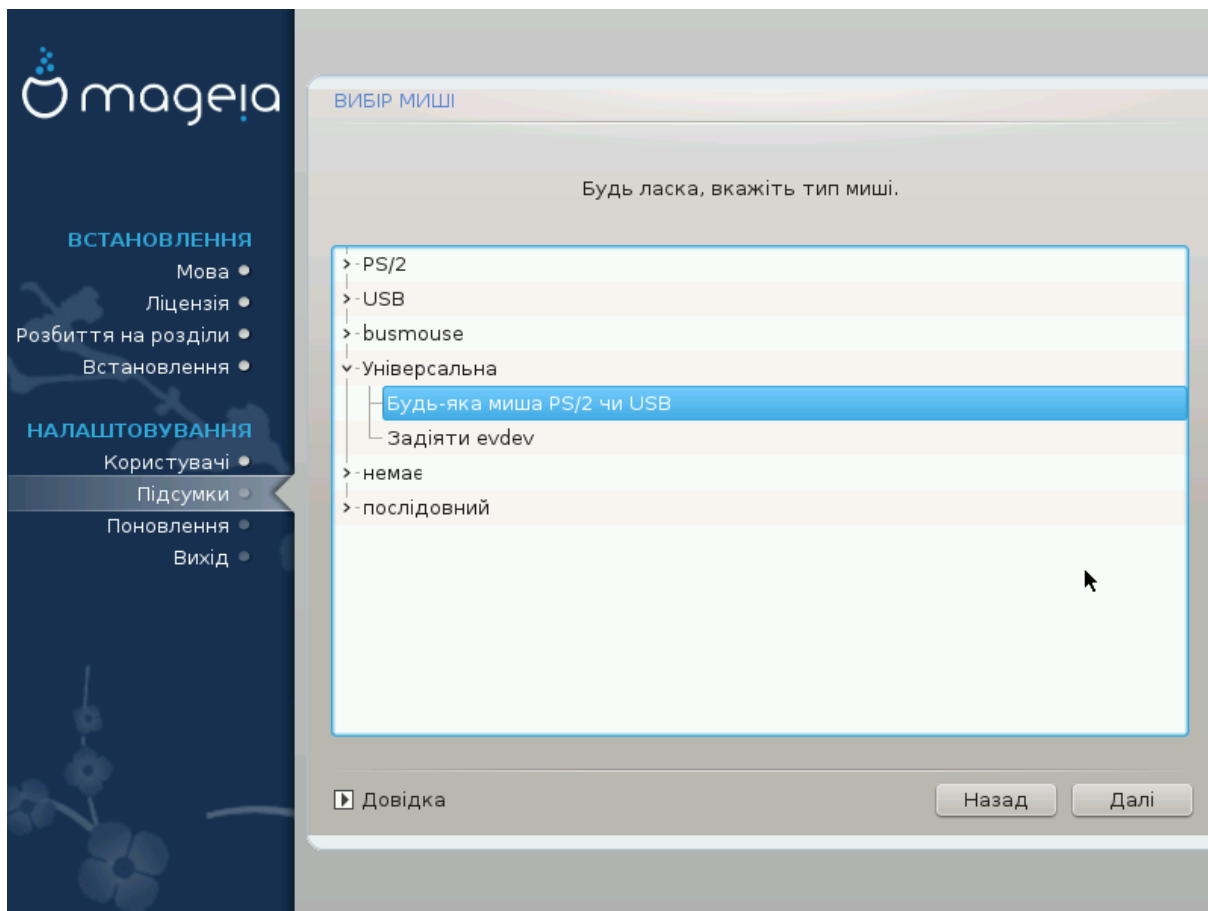 mageia
ВСТАНОВЛЕННЯ
Мова
Ліцензія
Розбиття на розділи
Встановлення
НАЛАШТОВУВАННЯ
Користувачі
Підсумки
Поновлення
Вихід
ВИБІР МИШІ
Будь ласка, вкажіть тип миші.
PS/2
USB
busmouse
Універсальна
Будь-яка миша PS/2 чи USB
Задіяти evdev
немає
послідовний
Довідка
Назад
Далі